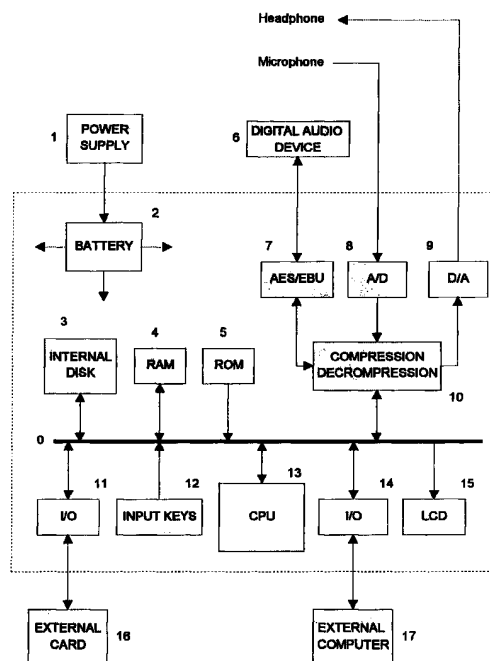 Headphone
Microphone
1
POWER
SUPPLY
6
DIGITAL AUDIO
DEVICE
2
BATTERY
7
8
9
AES/EBU
A/D
D/A
3
4
5
INTERNAL
DISK
RAM
ROM
COMPRESSION
DECROMPRESSION
10
0
11
12
13
14
15
I/O
INPUT KEYS
CPU
I/O
LCD
EXTERNAL
CARD
16
EXTERNAL
COMPUTER
17